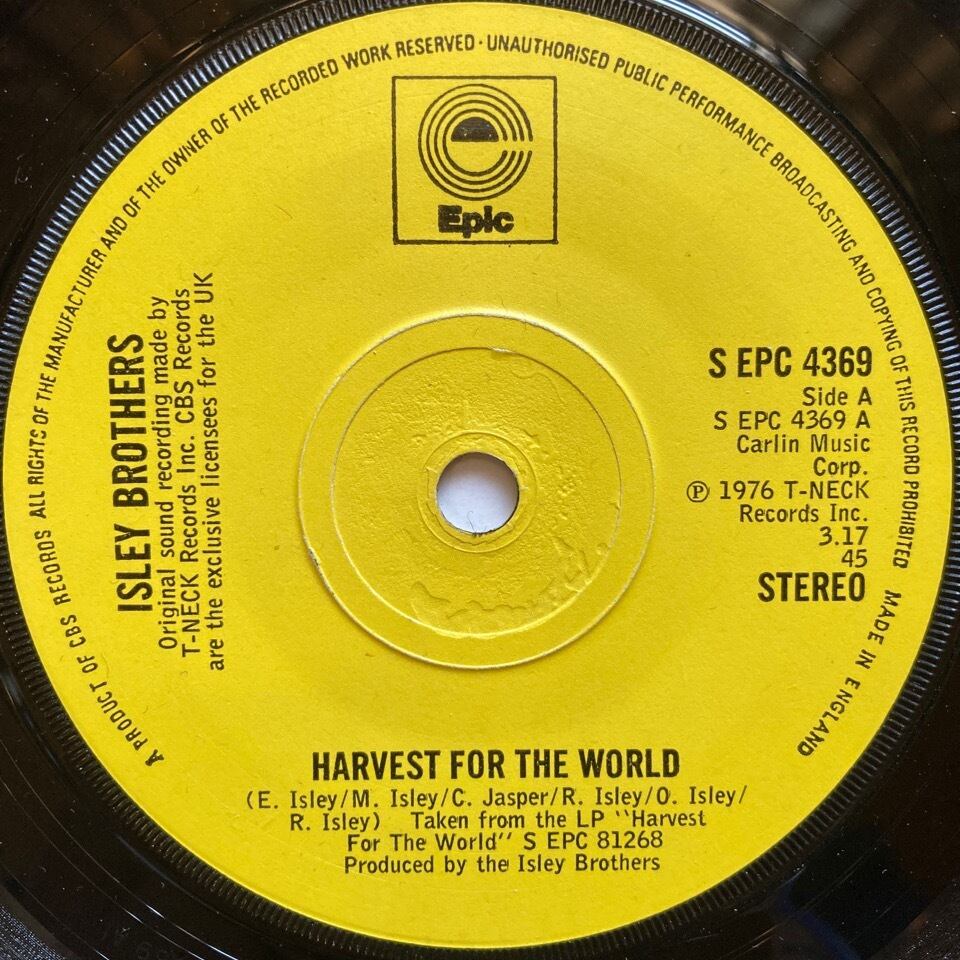 A PRODUCT OF CBS RECORDS ALL RIGHTS OF THE MANUFACTURER AND OF THE OWNER OF THE RECORDED WORK RESERVED · UNAUTHORISED PUBLIC PERFORMANCE BROADCASTING AND COPYING OF THIS RECORD PROHIBITED MADE IN ENGLAND
Epic
ISLEY BROTHERS
Original sound recording made by
T-NECK Records Inc. CBS Records
are the exclusive licensees for the UK
S EPC 4369
Side A
S EPC 4369 A
Carlin Music
Corp.
℗ 1976 T-NECK
Records Inc.
3.17
45
STEREO
HARVEST FOR THE WORLD
(E. Isley/M. Isley/C. Jasper/R. Isley/O. Isley/
R. Isley) Taken from the LP ''Harvest
For The World'' S EPC 81268
Produced by the Isley Brothers